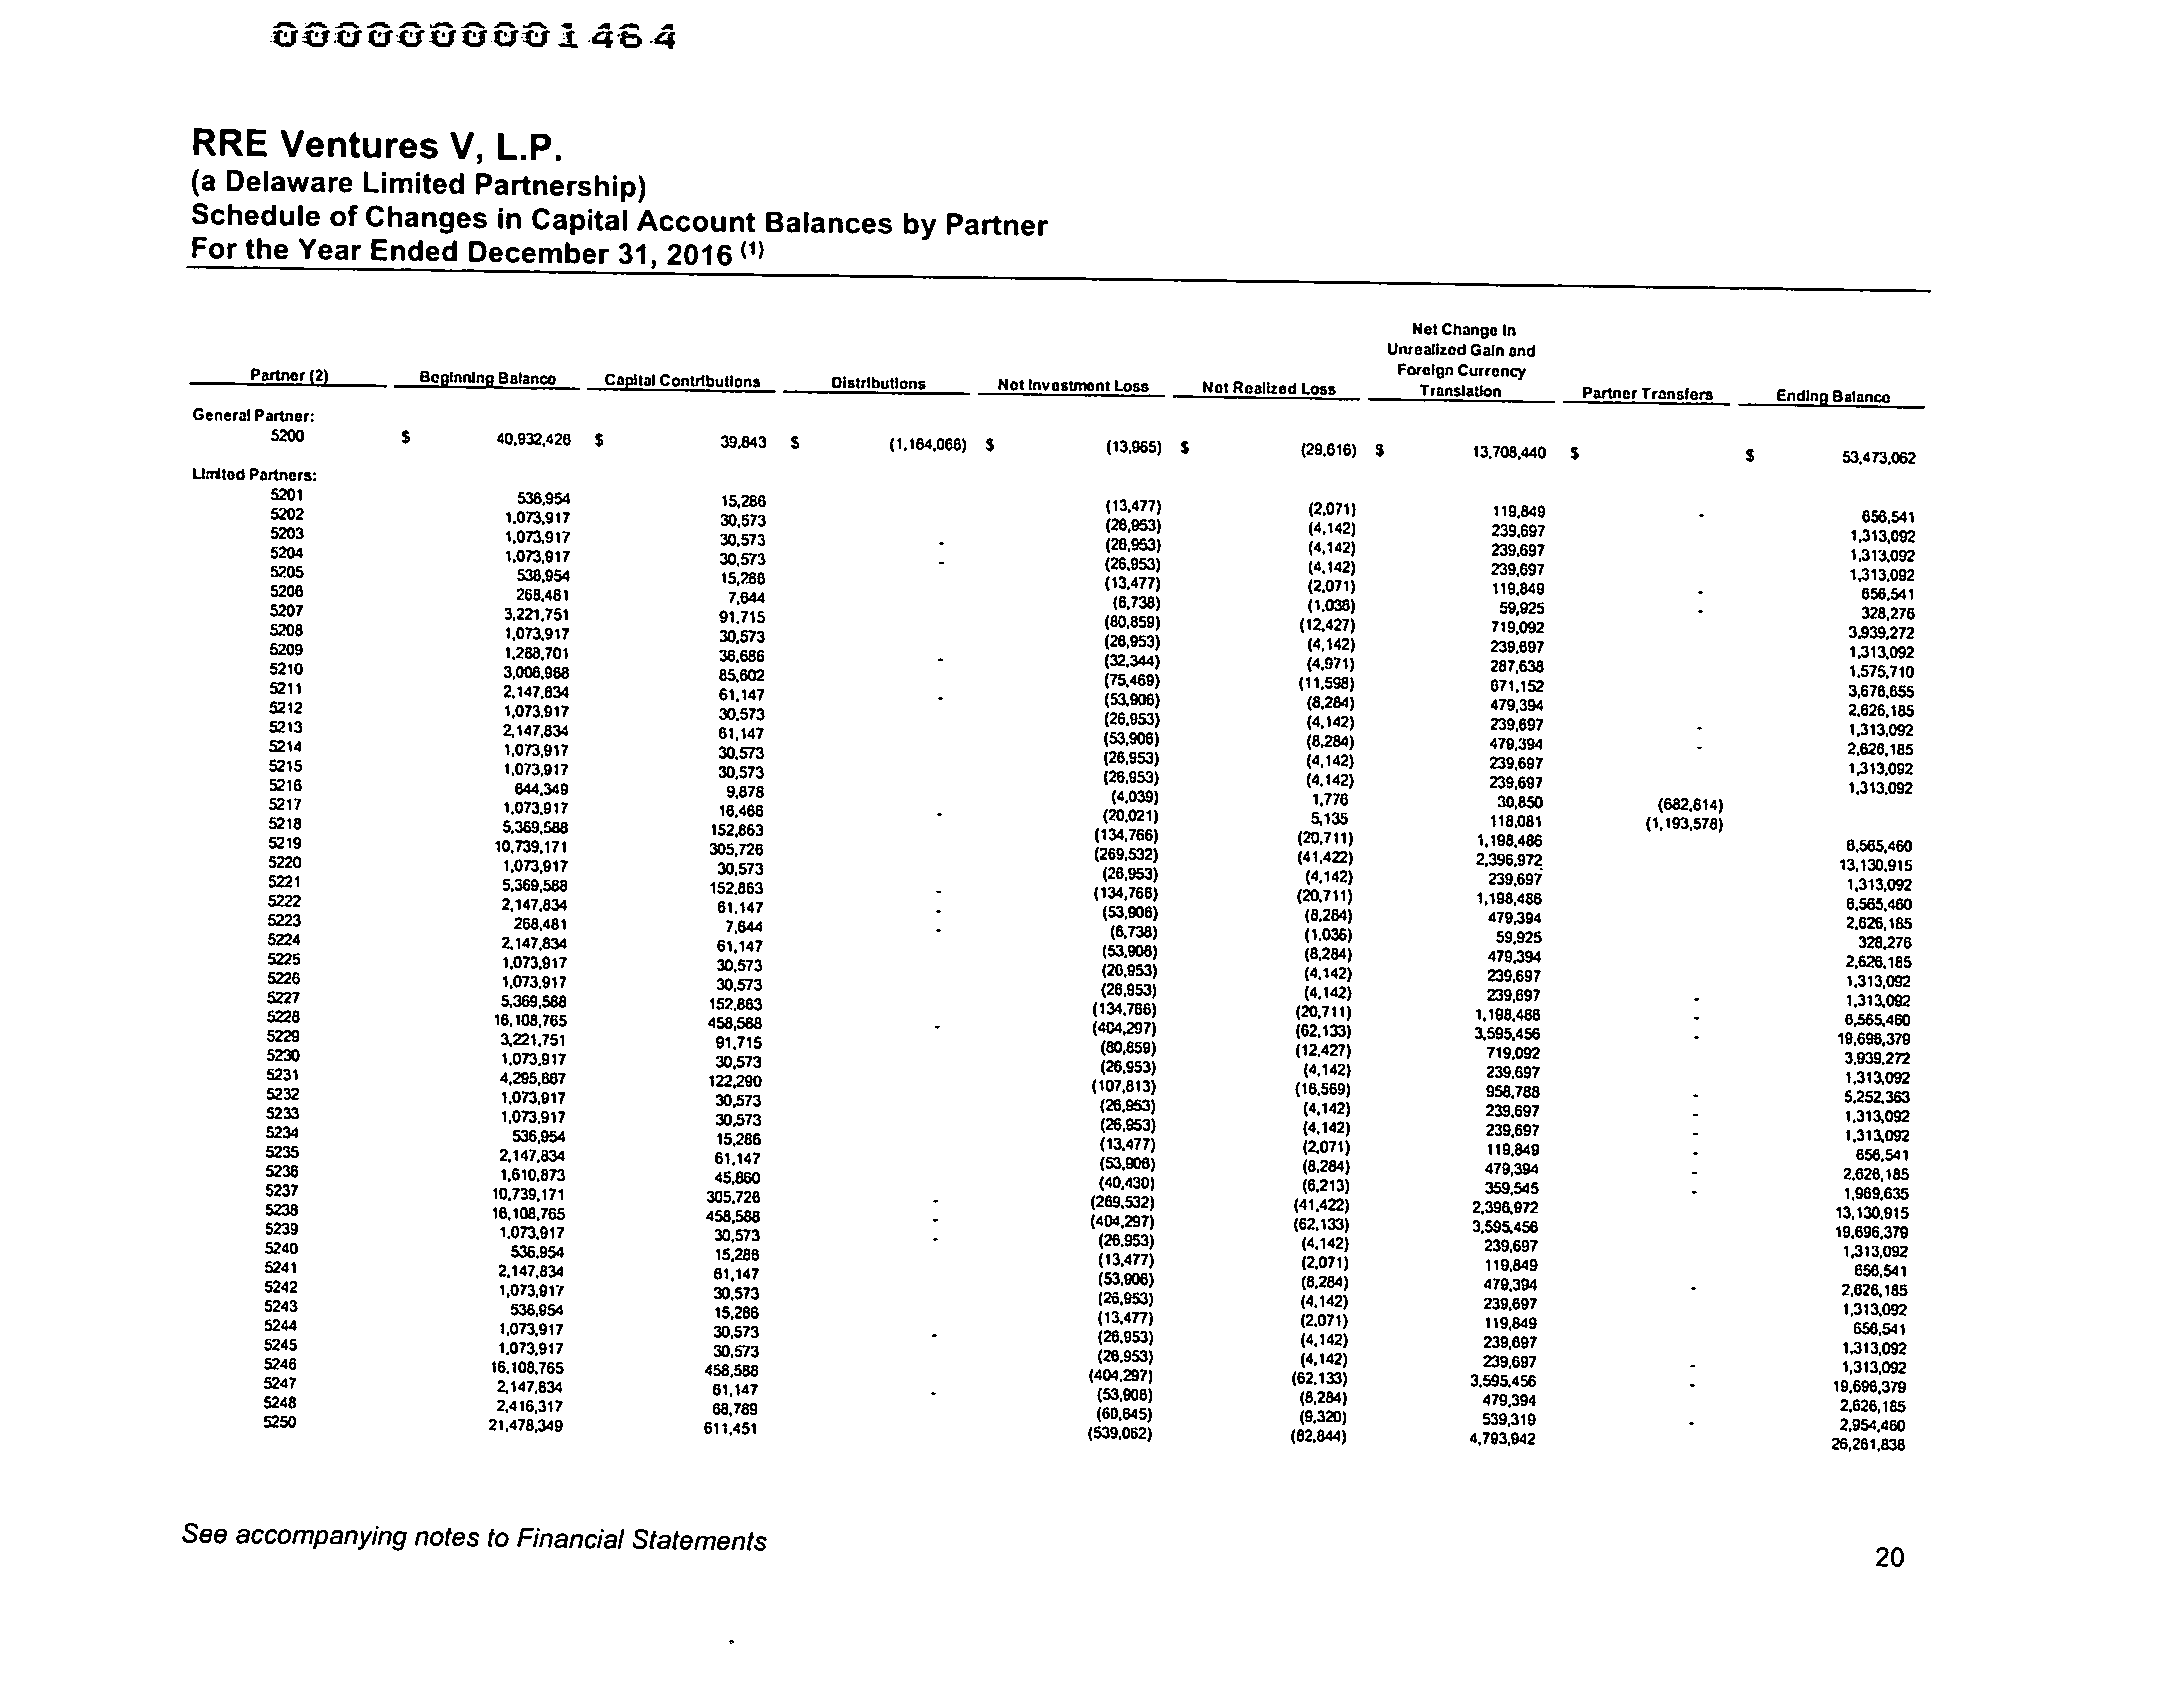 0000000001464
RRE Ventures V, L.P.
(a Delaware Limited Partnership)
Schedule of Changes in Capital Account Balances by Partner
For the Year Ended December 31, 2016 (1)
Net Change In
Unrealized Gain and
Foreign Currency
Partner (2) Beginning Balance Capital Contributions Distributions Net Investment Loss Net Realized Loss Translation Partner Transfers Ending Balance
General Partner:
5200 $ 40,932,426 $ 39,843 $ (1,164,066) $ (13,965) $ (29,616) $ 13,708,440 $ $ 53,473,062
Limited Partners:
5201 536,954 15,286 (13,477) (2,071) 119,849 - 656,541
5202 1,073,917 30,573 (26,953) (4,142) 239,697 1,313,092
5203 1,073,917 30,573 - (26,953) (4,142) 239,697 1,313,092
5204 1,073,917 30,573 - (26,953) (4,142) 239,697 1,313,092
5205 536,954 15,286 (13,477) (2,071) 119,849 - 656,541
5206 268,481 7,644 (6,738) (1,036) 59,925 - 328,276
5207 3,221,751 91,715 (80,859) (12,427) 719,092 3,939,272
5208 1,073,917 30,573 (26,953) (4,142) 239,697 1,313,092
5209 1,288,701 36,686 - (32,344) (4,971) 287,638 1,575,710
5210 3,006,968 85,602 (75,469) (11,598) 671,152 3,676,655
5211 2,147,834 61,147 - (53,906) (8,284) 479,394 2,626,185
5212 1,073,917 30,573 (26,953) (4,142) 239,697 - 1,313,092
5213 2,147,834 61,147 (53,906) (8,284) 479,394 - 2,626,185
5214 1,073,917 30,573 (26,953) (4,142) 239,697 1,313,092
5215 1,073,917 30,573 (26,953) (4,142) 239,697 1,313,092
5216 644,349 9,878 (4,039) 1,776 30,850 (682,814)
5217 1,073,917 16,466 - (20,021) 5,135 118,081 (1,193,578)
5218 5,369,588 152,863 (134,766) (20,711) 1,198,486 6,565,460
5219 10,739,171 305,726 (269,532) (41,422) 2,396,972 13,130,915
5220 1,073,917 30,573 (26,953) (4,142) 239,697 1,313,092
5221 5,369,588 152,863 - (134,766) (20,711) 1,198,486 6,565,460
5222 2,147,834 61,147 - (53,906) (8,284) 479,394 2,626,185
5223 268,481 7,644 - (6,738) (1,036) 59,925 328,276
5224 2,147,834 61,147 (53,906) (8,284) 479,394 2,626,185
5225 1,073,917 30,573 (26,953) (4,142) 239,697 1,313,092
5226 1,073,917 30,573 (26,953) (4,142) 239,697 - 1,313,092
5227 5,369,588 152,863 (134,766) (20,711) 1,198,486 - 6,565,460
5228 16,108,765 458,588 - (404,297) (62,133) 3,595,456 - 19,696,379
5229 3,221,751 91,715 (80,859) (12,427) 719,092 3,939,272
5230 1,073,917 30,573 (26,953) (4,142) 239,697 1,313,092
5231 4,295,667 122,290 (107,813) (16,569) 958,788 - 5,252,363
5232 1,073,917 30,573 (26,953) (4,142) 239,697 - 1,313,092
5233 1,073,917 30,573 (26,953) (4,142) 239,697 - 1,313,092
5234 536,954 15,286 (13,477) (2,071) 119,849 - 656,541
5235 2,147,834 61,147 (53,906) (8,284) 479,394 - 2,626,185
5236 1,610,873 45,860 (40,430) (6,213) 359,545 - 1,969,635
5237 10,739,171 305,726 - (269,532) (41,422) 2,396,972 13,130,915
5238 16,108,765 458,588 - (404,297) (62,133) 3,595,456 19,696,379
5239 1,073,917 30,573 - (26,953) (4,142) 239,697 1,313,092
5240 536,954 15,286 (13,477) (2,071) 119,849 656,541
5241 2,147,834 61,147 (53,906) (8,284) 479,394 - 2,626,185
5242 1,073,917 30,573 (26,953) (4,142) 239,697 1,313,092
5243 536,954 15,286 (13,477) (2,071) 119,849 656,541
5244 1,073,917 30,573 - (26,953) (4,142) 239,697 1,313,092
5245 1,073,917 30,573 (26,953) (4,142) 239,697 - 1,313,092
5246 16,108,765 458,588 (404,297) (62,133) 3,595,456 - 19,696,379
5247 2,147,834 61,147 - (53,906) (8,284) 479,394 2,626,185
5248 2,416,317 68,789 (60,645) (9,320) 539,319 - 2,954,460
5250 21,478,349 611,451 (539,062) (82,844) 4,793,942 26,261,836
See accompanying notes to Financial Statements
20